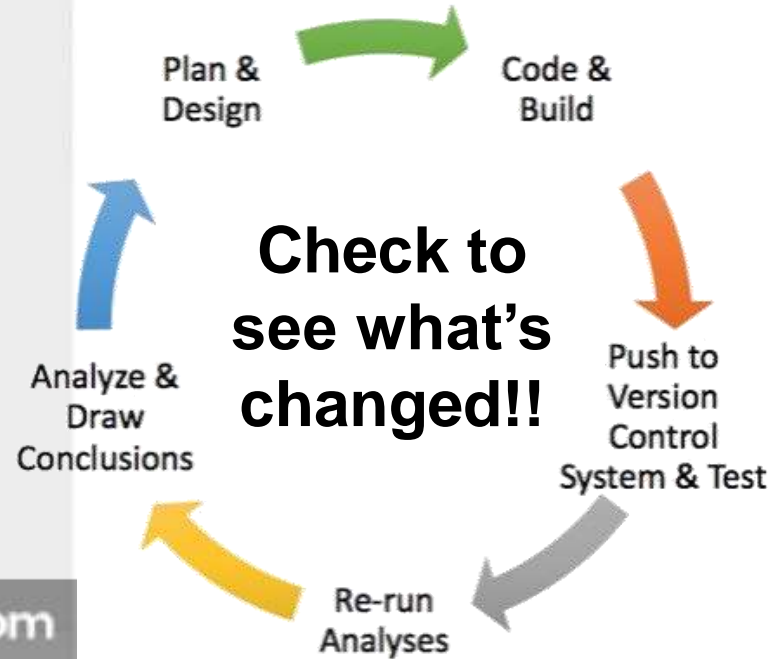 Plan &
Design
Code &
Build
Check to
see what's
changed!!
Push to
Version
Control
System & Test
Analyze &
Draw
Conclusions
Re-run
Analyses
om